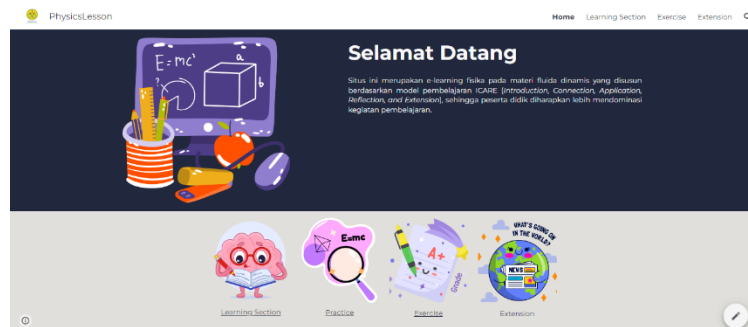 PhysicsLesson
Home Learning Section Exercise Extension
E=mc'
a
b
?
Selamat Datang
Situs ini merupakan e-learning fisika pada materi fluida dinamis yang disusun
berdasarkan model pembelajaran ICARE (Introduction, Connection, Application,
Reflection, and Extension), sehingga peserta didik diharapkan lebih mendominasi
kegiatan pembelajaran.
E=mc
A+
Grade
WHAT'S GOING ON
IN THE WORLD?
NEWS
Learning Section Practice Exercise Extension